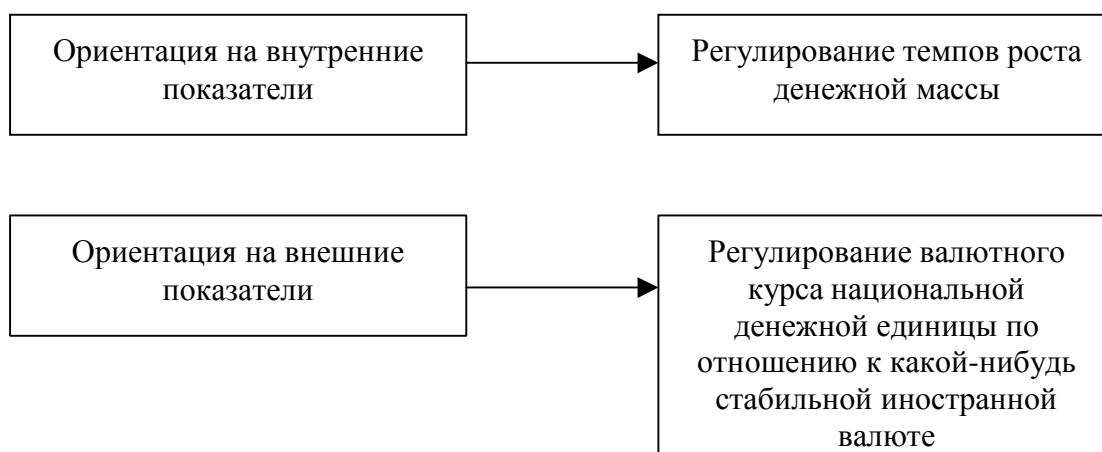 Ориентация на внутренние
показатели
Регулирование темпов роста
денежной массы
Ориентация на внешние
показатели
Регулирование валютного
курса национальной
денежной единицы по
отношению к какой-нибудь
стабильной иностранной
валюте